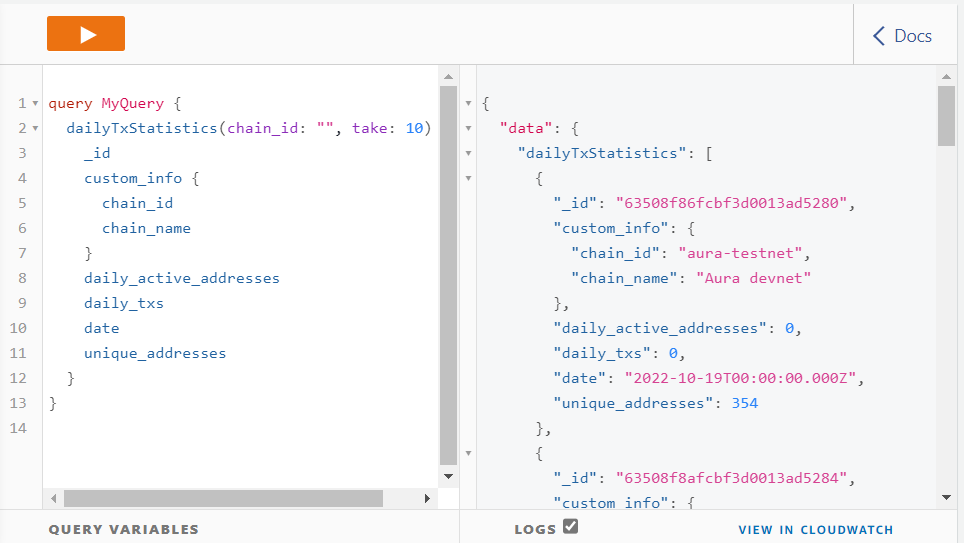 Docs
1 query MyQuery {
2 dailyTxStatistics(chain_id: "", take: 10)
3 _id
4 custom_info {
5 chain_id
6 chain_name
7 }
8 daily_active_addresses
9 daily_txs
10 date
11 unique_addresses
12 }
13 }
14
{
"data": {
"dailyTxStatistics": [
{
"_id": "63508f86fcbf3d0013ad5280",
"custom_info": {
"chain_id": "aura-testnet",
"chain_name": "Aura devnet"
},
"daily_active_addresses": 0,
"daily_txs": 0,
"date": "2022-10-19T00:00:00.000Z",
"unique_addresses": 354
},
{
"_id": "63508f8afcbf3d0013ad5284",
"custom_info": {
QUERY VARIABLES
LOGS
VIEW IN CLOUDWATCH